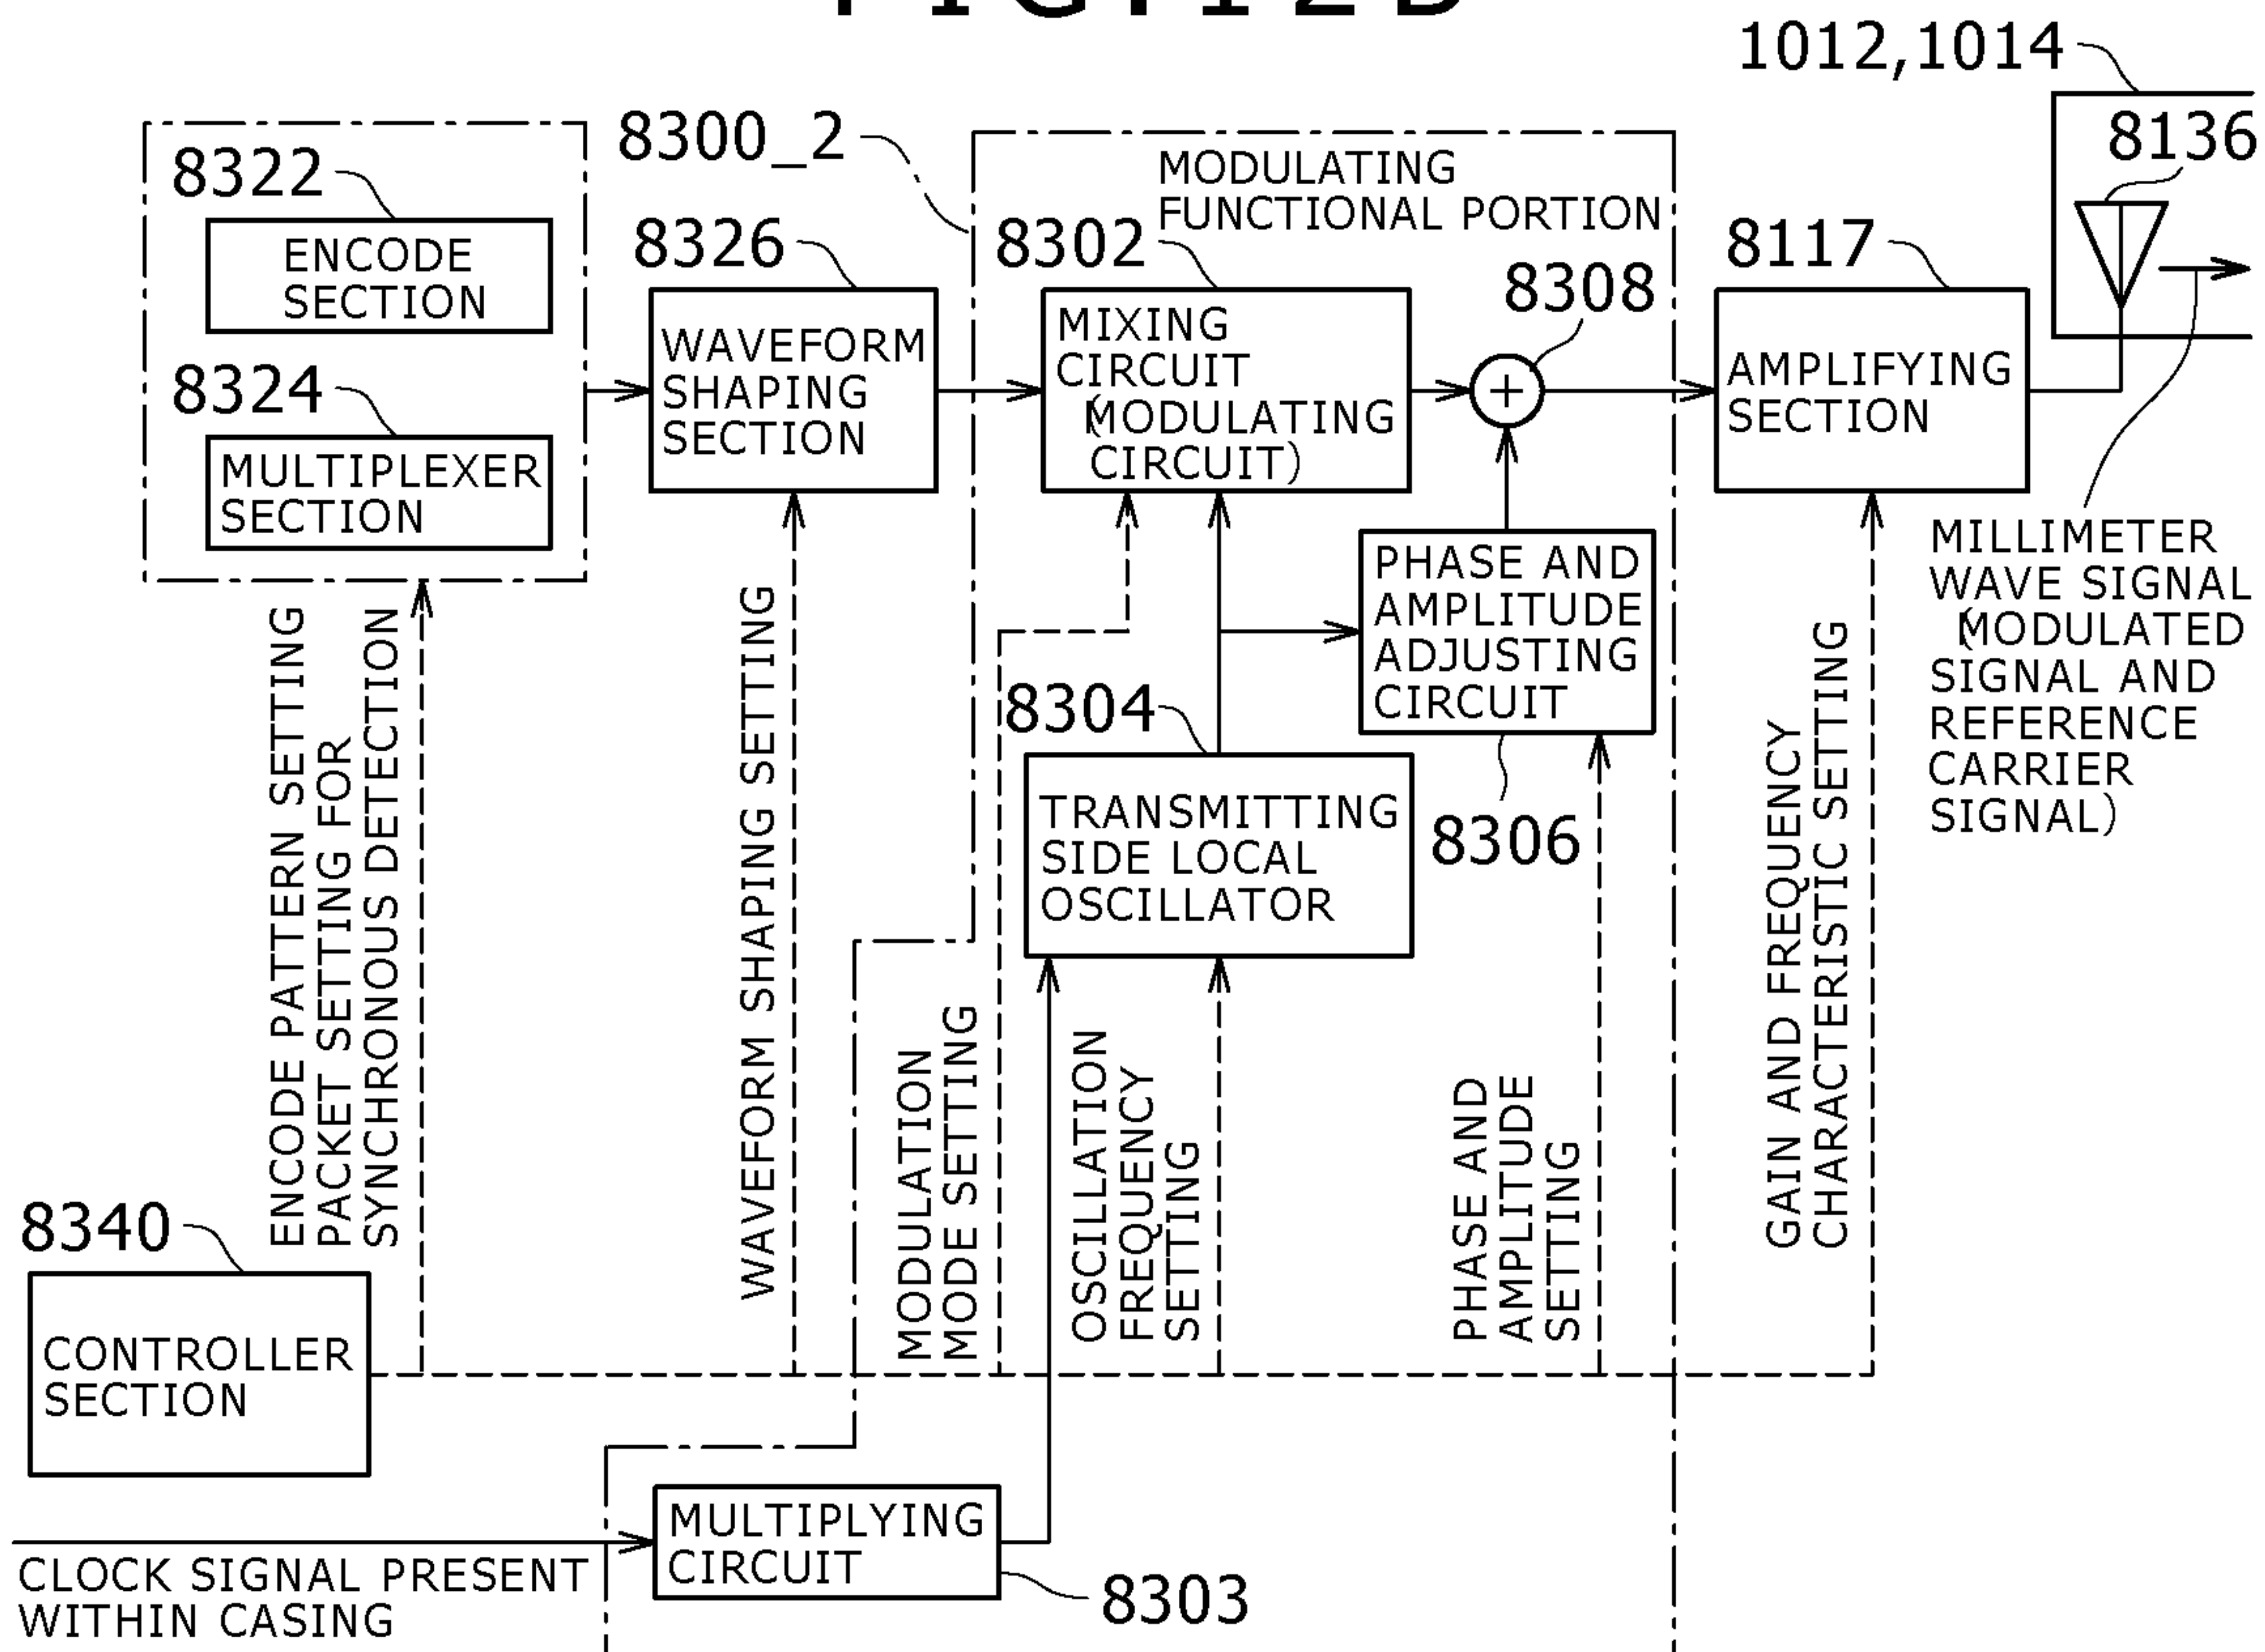 1012,1014
8136
8322
ENCODE
SECTION
8324
MULTIPLEXER
SECTION
8300_2
8326
WAVEFORM
SHAPING
SECTION
MODULATING
FUNCTIONAL PORTION
8302
MIXING
CIRCUIT
(MODULATING
CIRCUIT)
8308
8117
AMPLIFYING
SECTION
PHASE AND
AMPLITUDE
ADJUSTING
CIRCUIT
8306
8304
TRANSMITTING
SIDE LOCAL
OSCILLATOR
MILLIMETER
WAVE SIGNAL
(MODULATED
SIGNAL AND
REFERENCE
CARRIER
SIGNAL)
ENCODE PATTERN SETTING
PACKET SETTING FOR
SYNCHRONOUS DETECTION
WAVEFORM SHAPING SETTING
MODULATION
MODE SETTING
OSCILLATION
FREQUENCY
SETTING
PHASE AND
AMPLITUDE
SETTING
GAIN AND FREQUENCY
CHARACTERISTIC SETTING
8340
CONTROLLER
SECTION
MULTIPLYING
CIRCUIT
8303
CLOCK SIGNAL PRESENT
WITHIN CASING